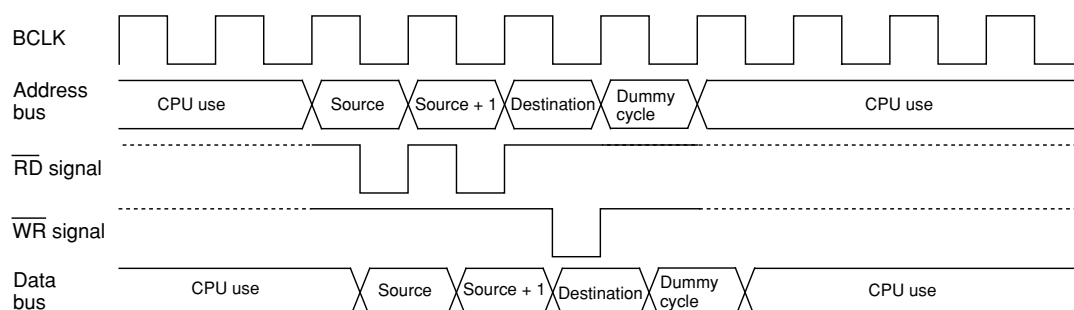 BCLK
Address bus
CPU use Source Source + 1 Destination Dummy cycle CPU use
RD signal
WR signal
Data bus
CPU use Source Source + 1 Destination Dummy cycle CPU use